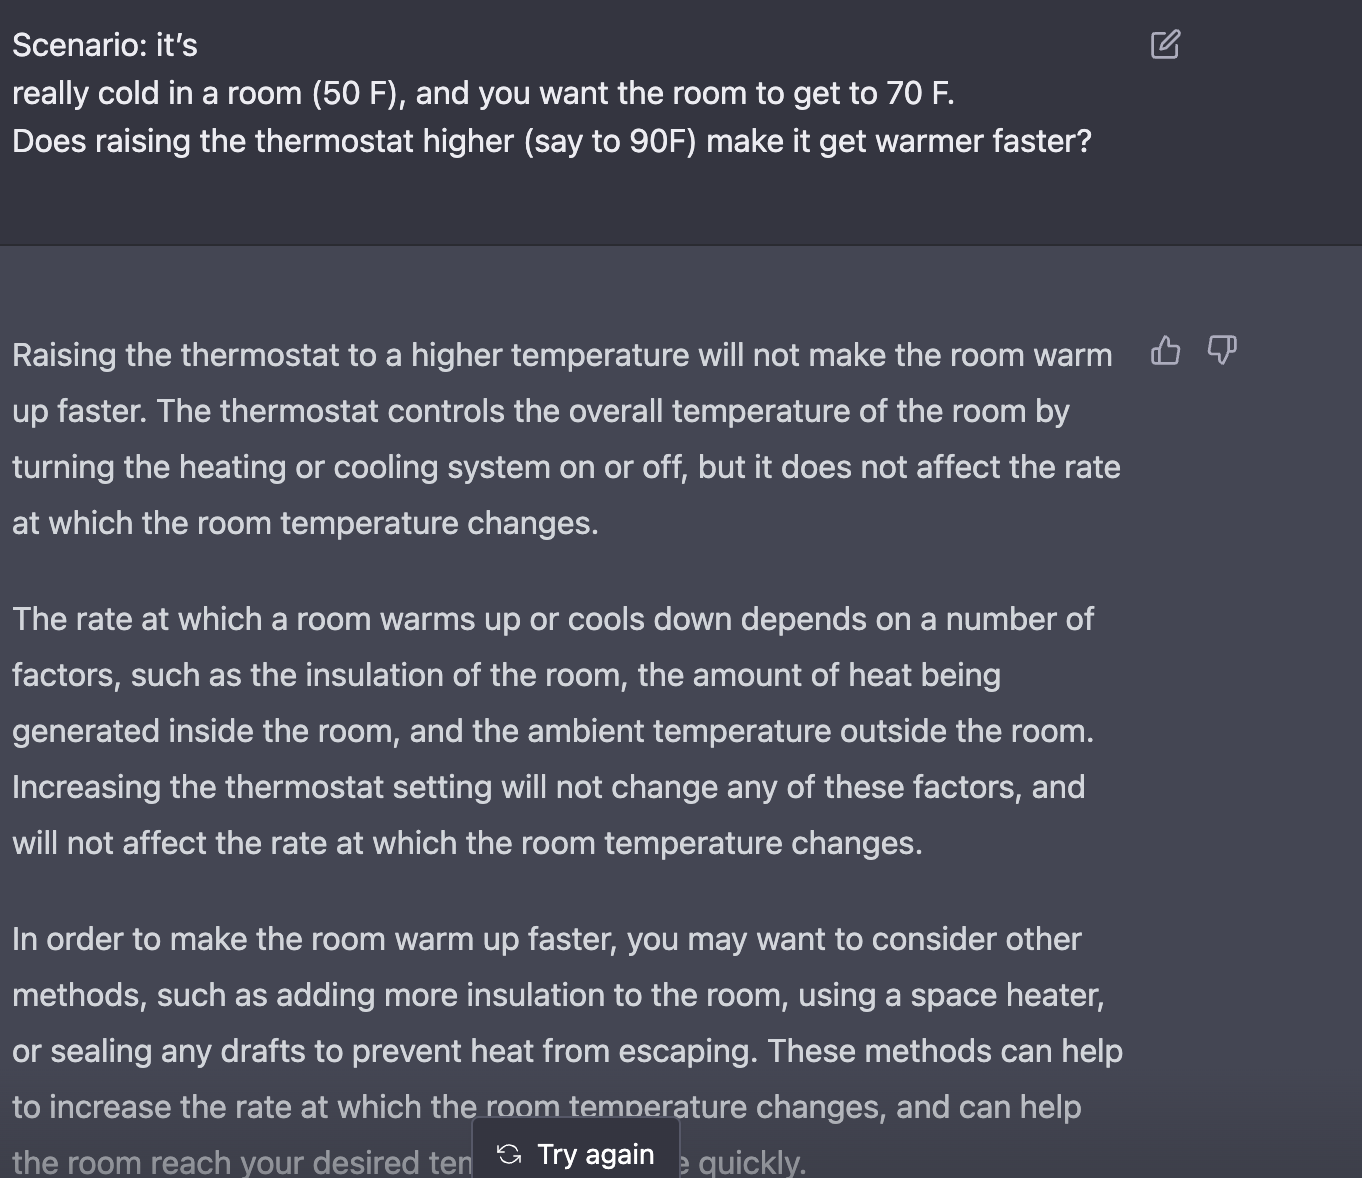 Scenario: it’s
really cold in a room (50 F), and you want the room to get to 70 F.
Does raising the thermostat higher (say to 90F) make it get warmer faster?
Raising the thermostat to a higher temperature will not make the room warm
up faster. The thermostat controls the overall temperature of the room by
turning the heating or cooling system on or off, but it does not affect the rate
at which the room temperature changes.
The rate at which a room warms up or cools down depends on a number of
factors, such as the insulation of the room, the amount of heat being
generated inside the room, and the ambient temperature outside the room.
Increasing the thermostat setting will not change any of these factors, and
will not affect the rate at which the room temperature changes.
In order to make the room warm up faster, you may want to consider other
methods, such as adding more insulation to the room, using a space heater,
or sealing any drafts to prevent heat from escaping. These methods can help
to increase the rate at which the room temperature changes, and can help
the room reach your desired quickly.
Try again